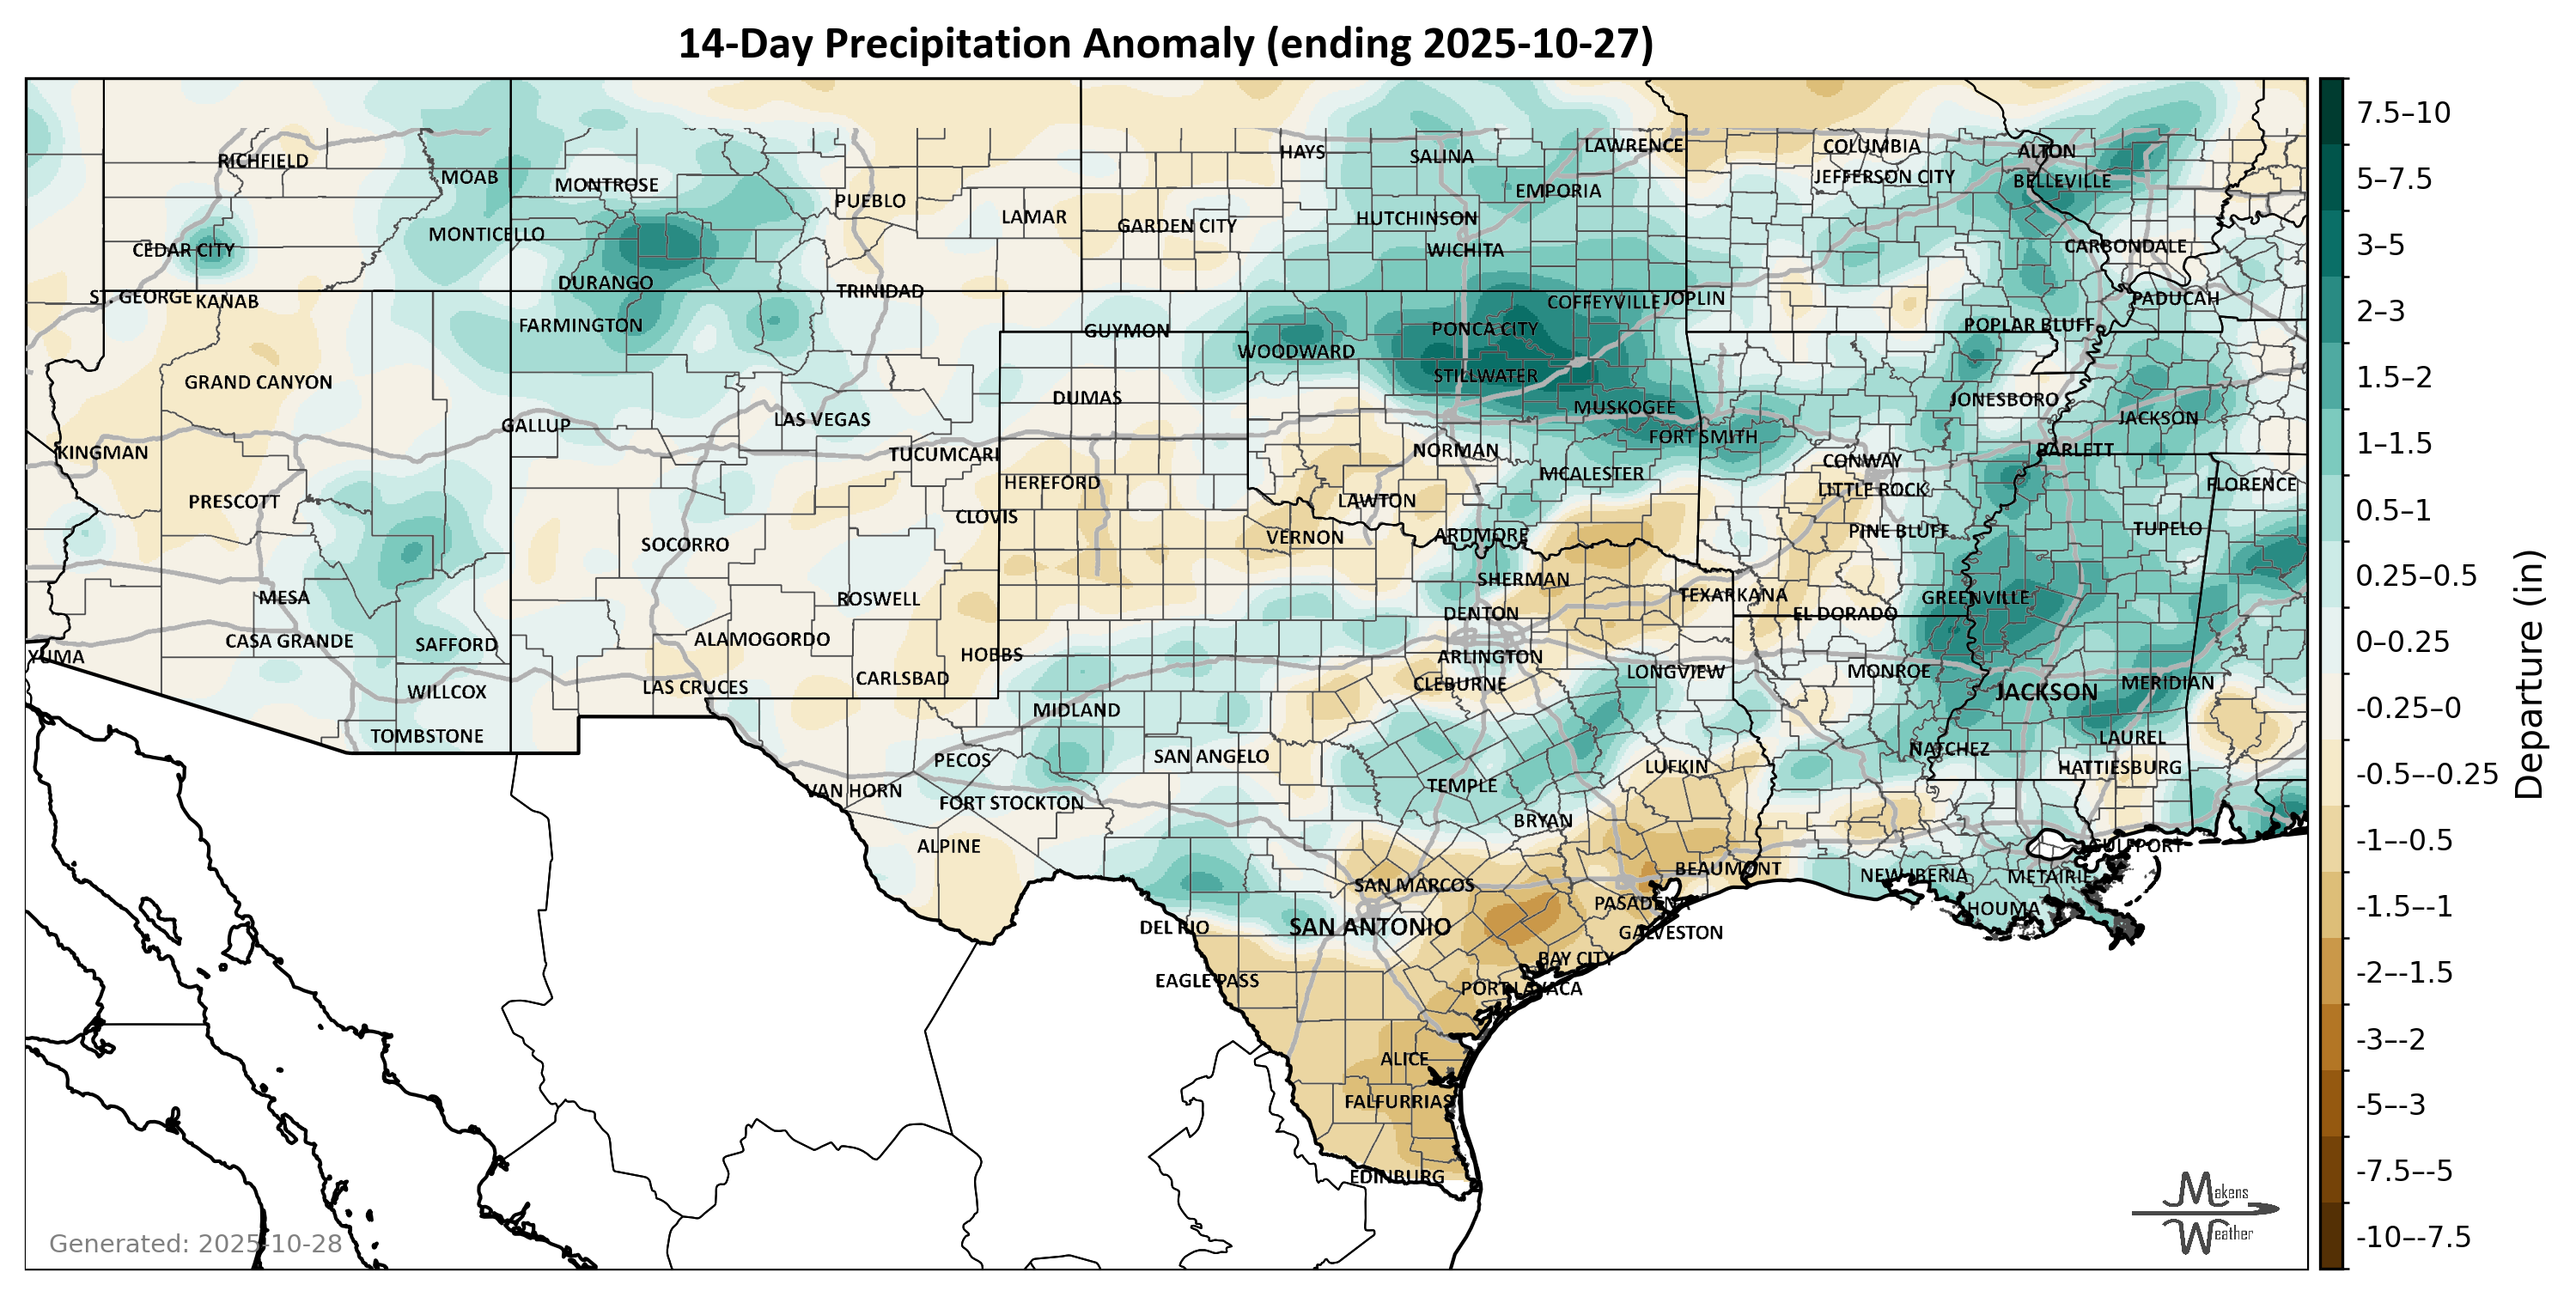 14-Day Precipitation Anomaly (ending 2025-10-27)
RICHFIELD
MOAB
MONTROSE
PUEBLO
LAMAR
HAYS
SALINA
LAWRENCE
COLUMBIA
ALTON
JEFFERSON CITY
BELLEVILLE
EMPORIA
GARDEN CITY
HUTCHINSON
CEDAR CITY
MONTICELLO
WICHITA
CARBONDALE
DURANGO
TRINIDAD
ST. GEORGE
KANAB
COFFEYVILLE
JOPLIN
PADUCAH
FARMINGTON
GUYMON
PONCA CITY
POPLAR BLUFF
WOODWARD
GRAND CANYON
STILLWATER
DUMAS
MUSKOGEE
JONESBORO
GALLUP
LAS VEGAS
FORT SMITH
JACKSON
KINGMAN
TUCUMCARI
NORMAN
CONWAY
BARLETT
MCALESTER
HEREFORD
LITTLE ROCK
FLORENCE
PRESCOTT
LAWTON
CLOVIS
PINE BLUFF
TUPELO
SOCORRO
VERNON
ARDMORE
SHERMAN
MESA
ROSWELL
TEXARKANA
GREENVILLE
DENTON
EL DORADO
CASA GRANDE
SAFFORD
ALAMOGORDO
YUMA
HOBBS
ARLINGTON
LONGVIEW
MONROE
WILLCOX
LAS CRUCES
CARLSBAD
CLEBURNE
JACKSON
MERIDIAN
MIDLAND
TOMBSTONE
LAUREL
PECOS
SAN ANGELO
NATCHEZ
LUFKIN
HATTIESBURG
VAN HORN
FORT STOCKTON
TEMPLE
BRYAN
ALPINE
GULFPORT
BEAUMONT
SAN MARCOS
NEW IBERIA
METAIRIE
PASADENA
HOUMA
DEL RIO
SAN ANTONIO
GALVESTON
BAY CITY
EAGLE PASS
PORT LAVACA
ALICE
FALFURRIAS
EDINBURG
7.5–10
5–7.5
3–5
2–3
1.5–2
1–1.5
0.5–1
0.25–0.5
0–0.25
-0.25–0
-0.5–-0.25
-1–-0.5
-1.5–-1
-2–-1.5
-3–-2
-5–-3
-7.5–-5
-10–-7.5
Departure (in)
Generated: 2025-10-28
Makens
Weather